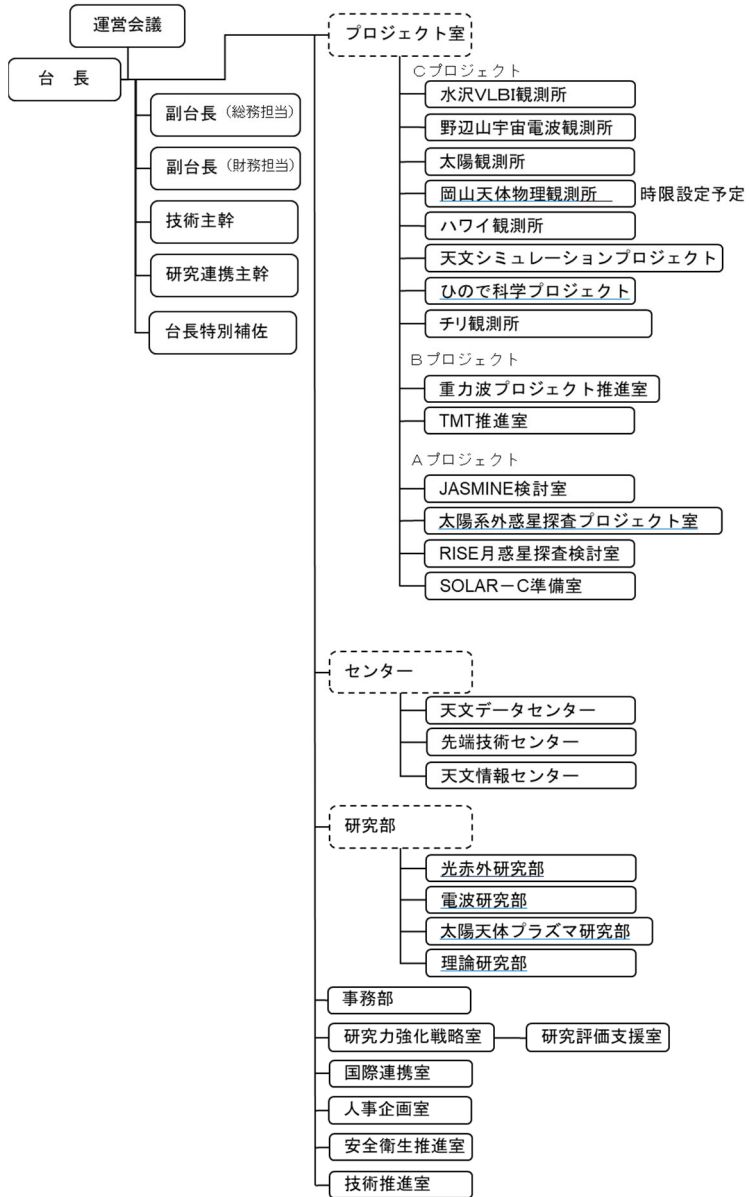 運営会議
台 長
副台長（総務担当）
副台長（財務担当）
技術主幹
研究連携主幹
台長特別補佐
プロジェクト室
Ｃプロジェクト
水沢VLBI観測所
野辺山宇宙電波観測所
太陽観測所
岡山天体物理観測所 時限設定予定
ハワイ観測所
天文シミュレーションプロジェクト
ひので科学プロジェクト
チリ観測所
Ｂプロジェクト
重力波プロジェクト推進室
TMT推進室
Ａプロジェクト
JASMINE検討室
太陽系外惑星探査プロジェクト室
RISE月惑星探査検討室
SOLAR－C準備室
センター
天文データセンター
先端技術センター
天文情報センター
研究部
光赤外研究部
電波研究部
太陽天体プラズマ研究部
理論研究部
事務部
研究力強化戦略室 研究評価支援室
国際連携室
人事企画室
安全衛生推進室
技術推進室